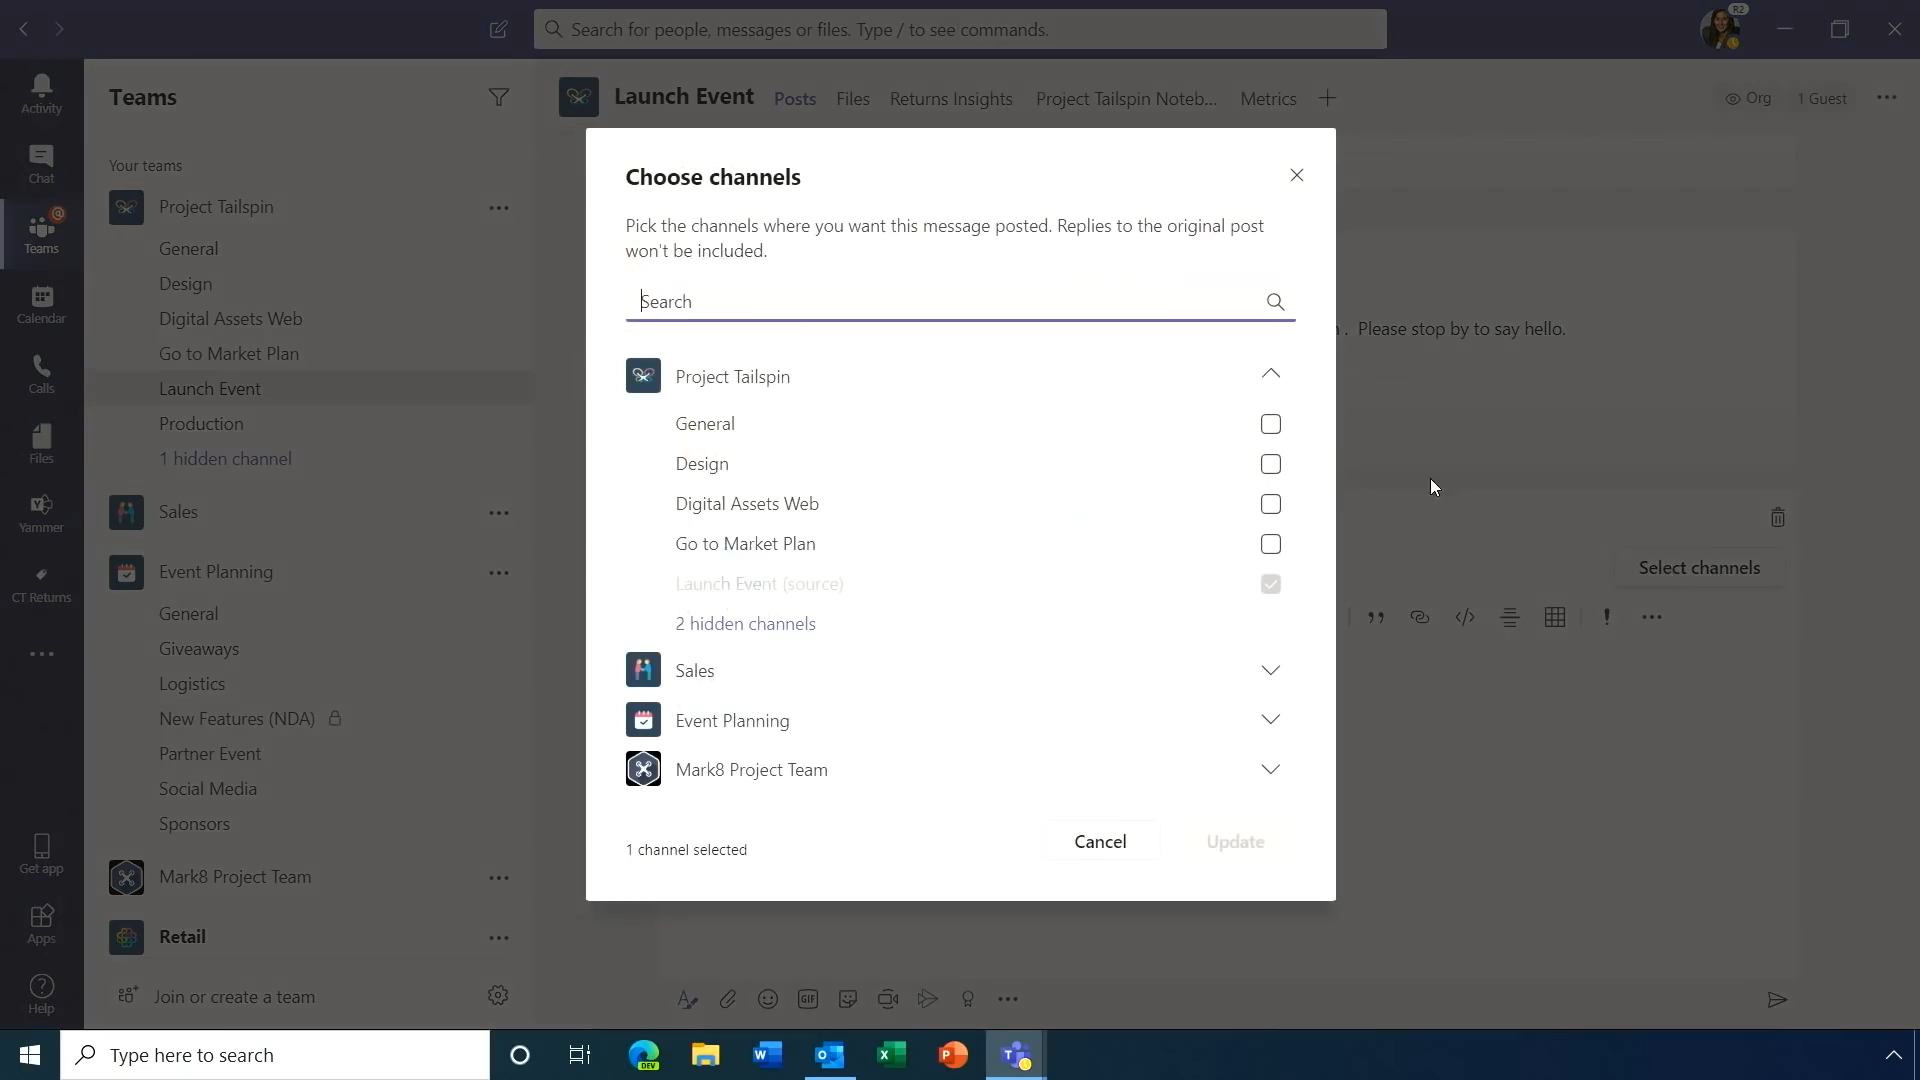 Search for people, messages or files. Type / to see commands.
R2
Activity
Chat
Teams
Calendar
Calls
Files
Yammer
CT Returns
Get app
Apps
Help
Teams
Your teams
Project Tailspin
General
Design
Digital Assets Web
Go to Market Plan
Launch Event
Production
1 hidden channel
Sales
Event Planning
General
Giveaways
Logistics
New Features (NDA)
Partner Event
Social Media
Sponsors
Mark8 Project Team
Retail
Join or create a team
Launch Event Posts Files Returns Insights Project Tailspin Noteb... Metrics
Org 1 Guest
Choose channels
Pick the channels where you want this message posted. Replies to the original post
won't be included.
Search
Project Tailspin
General
Design
Digital Assets Web
Go to Market Plan
Launch Event (source)
2 hidden channels
Sales
Event Planning
Mark8 Project Team
1 channel selected
Cancel Update
. Please stop by to say hello.
Select channels
GIF
Type here to search
DEV
W
O
X
P
T